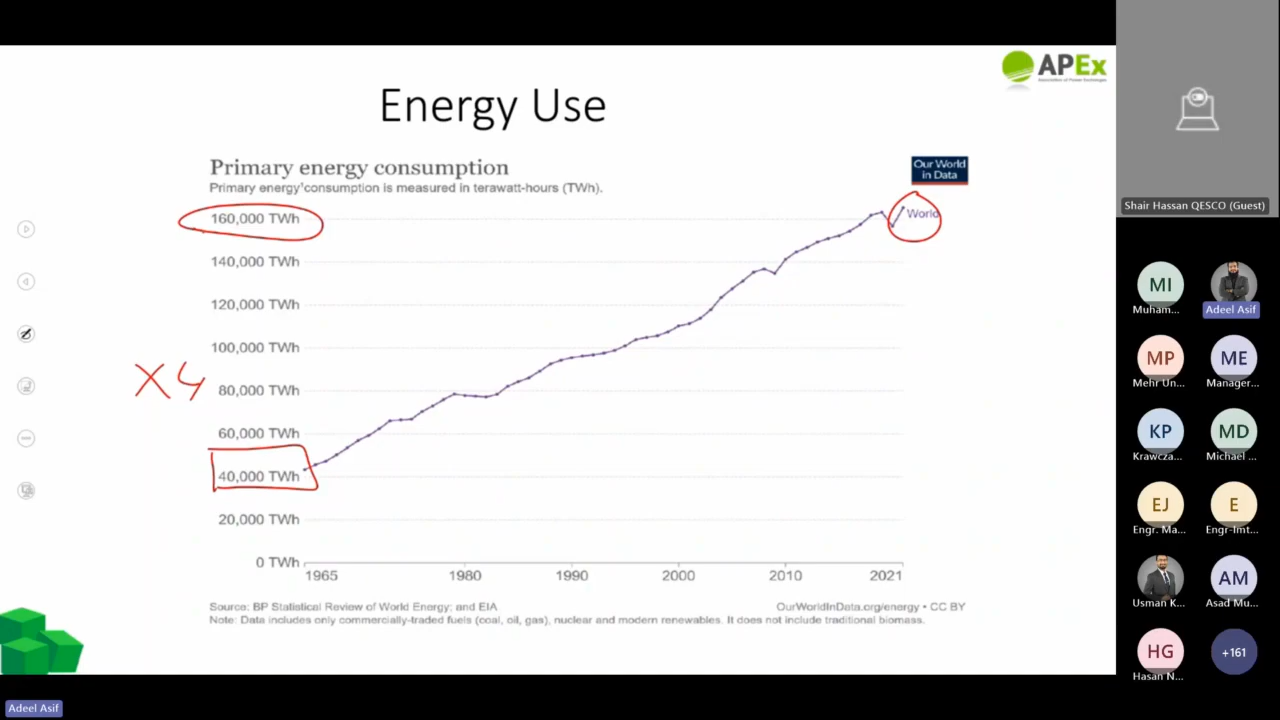 APEx
Energy Use
Primary energy consumption
Primary energy consumption is measured in terawatt-hours (TWh).
Our World
in Data
160,000 TWh
World
140,000 TWh
120,000 TWh
100,000 TWh
X4
80,000 TWh
60,000 TWh
40,000 TWh
20,000 TWh
0 TWh
1965
1980
1990
2000
2010
2021
Source: BP Statistical Review of World Energy; and EIA
OurWorldInData.org/energy • CC BY
Note: Data includes only commercially-traded fuels (coal, oil, gas), nuclear and modern renewables. It does not include traditional biomass.
Shair Hassan QESCO (Guest)
MI
Muham...
Adeel Asif
MP
Mehr Un...
ME
Manager...
KP
Krawcza...
MD
Michael ...
EJ
Engr. Ma...
E
Engr-Imt...
Usman K...
AM
Asad Mu...
HG
Hasan N...
+161
Adeel Asif